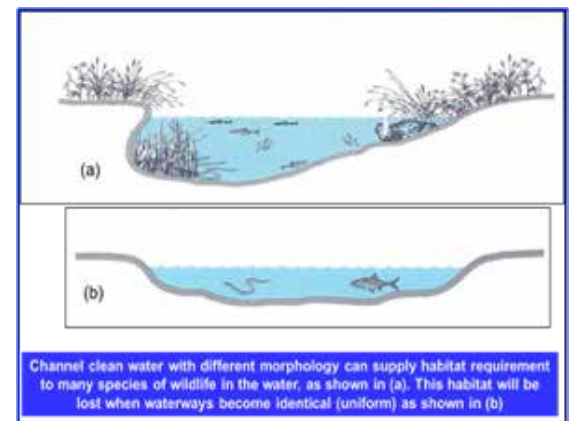 (a)
(b)
Channel clean water with different morphology can supply habitat requirement
to many species of wildlife in the water, as shown in (a). This habitat will be
lost when waterways become identical (uniform) as shown in (b)